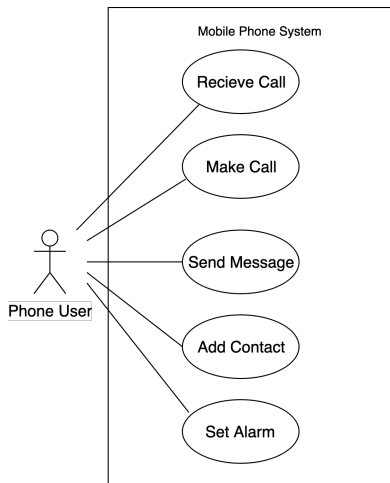 Mobile Phone System
Recieve Call
Make Call
Send Message
Phone User
Add Contact
Set Alarm